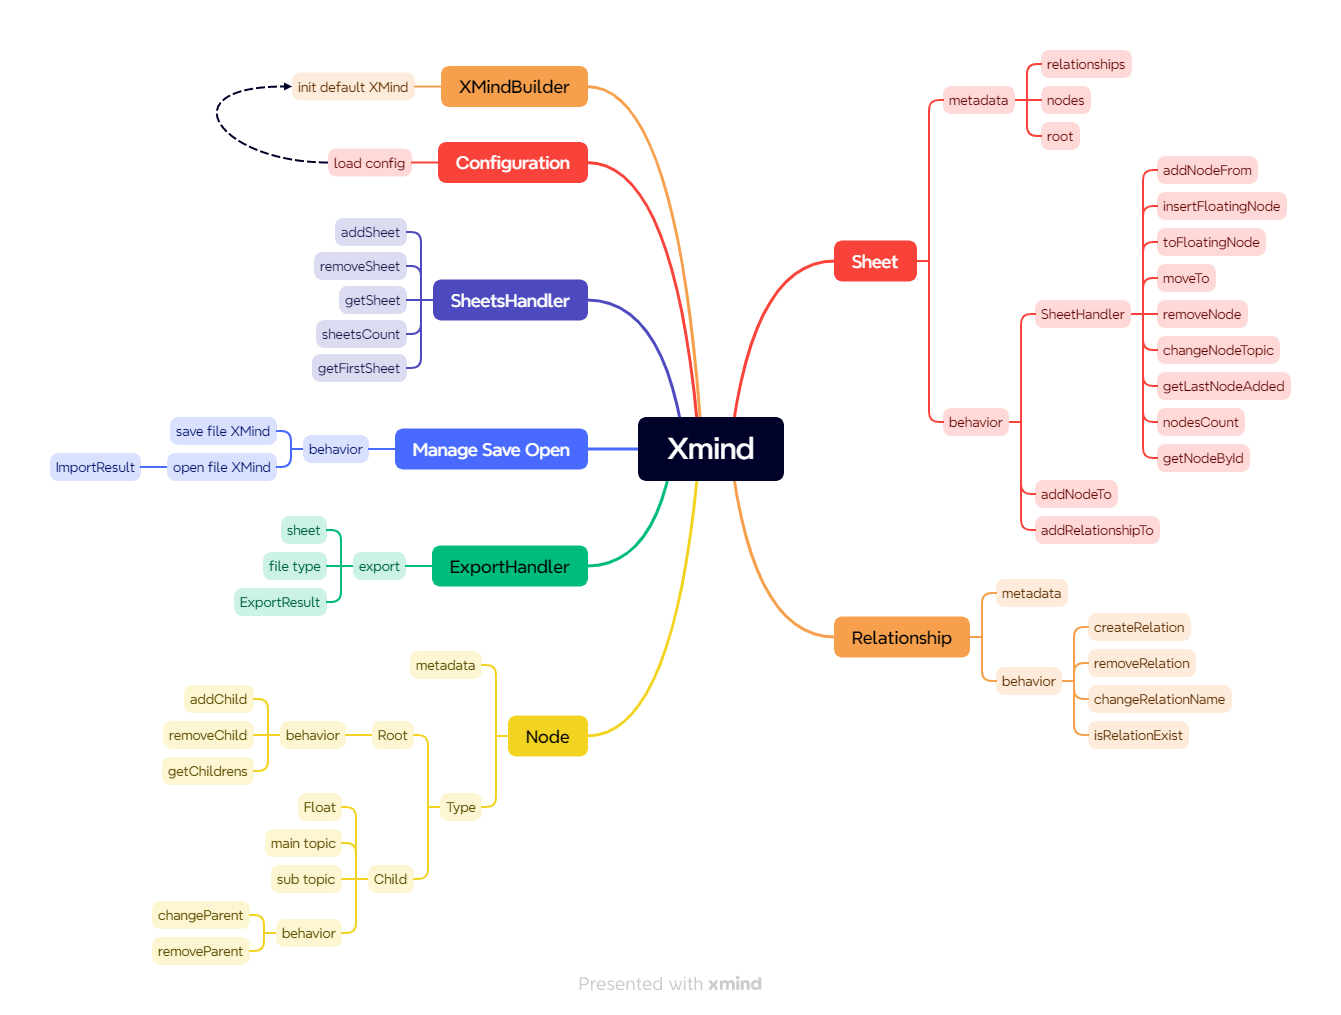 Xmind
XMindBuilder
init default XMind
Configuration
load config
SheetsHandler
addSheet
removeSheet
getSheet
sheetsCount
getFirstSheet
Manage Save Open
behavior
save file XMind
open file XMind
ImportResult
ExportHandler
export
sheet
file type
ExportResult
Node
metadata
Type
Root
behavior
addChild
removeChild
getChildrens
Child
Float
main topic
sub topic
behavior
changeParent
removeParent
Sheet
metadata
relationships
nodes
root
behavior
SheetHandler
addNodeFrom
insertFloatingNode
toFloatingNode
moveTo
removeNode
changeNodeTopic
getLastNodeAdded
nodesCount
getNodeById
addNodeTo
addRelationshipTo
Relationship
metadata
behavior
createRelation
removeRelation
changeRelationName
isRelationExist
Presented with xmind